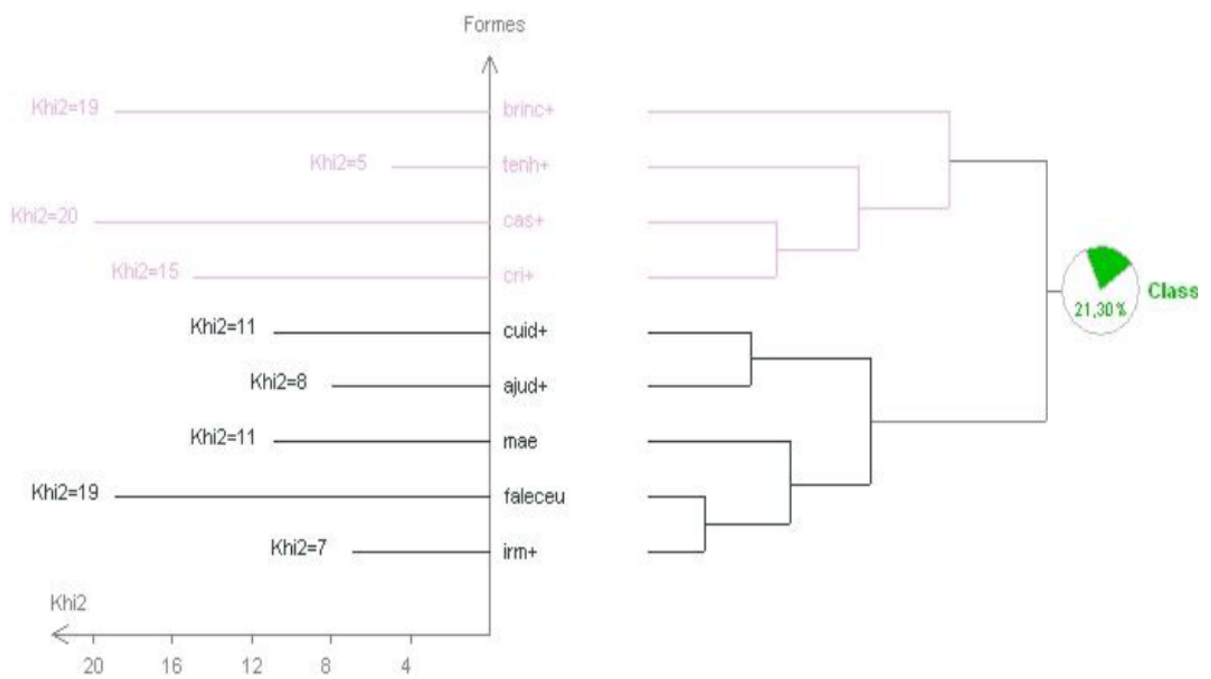 Formes
Khi2=19 brinc+
Khi2=5 tenh+
Khi2=20 cas+
Khi2=15 cri+
Class
21,30%
Khi2=11 cuid+
Khi2=8 ajud+
Khi2=11 mae
Khi2=19 faleceu
Khi2=7 irm+
Khi2
20 16 12 8 4